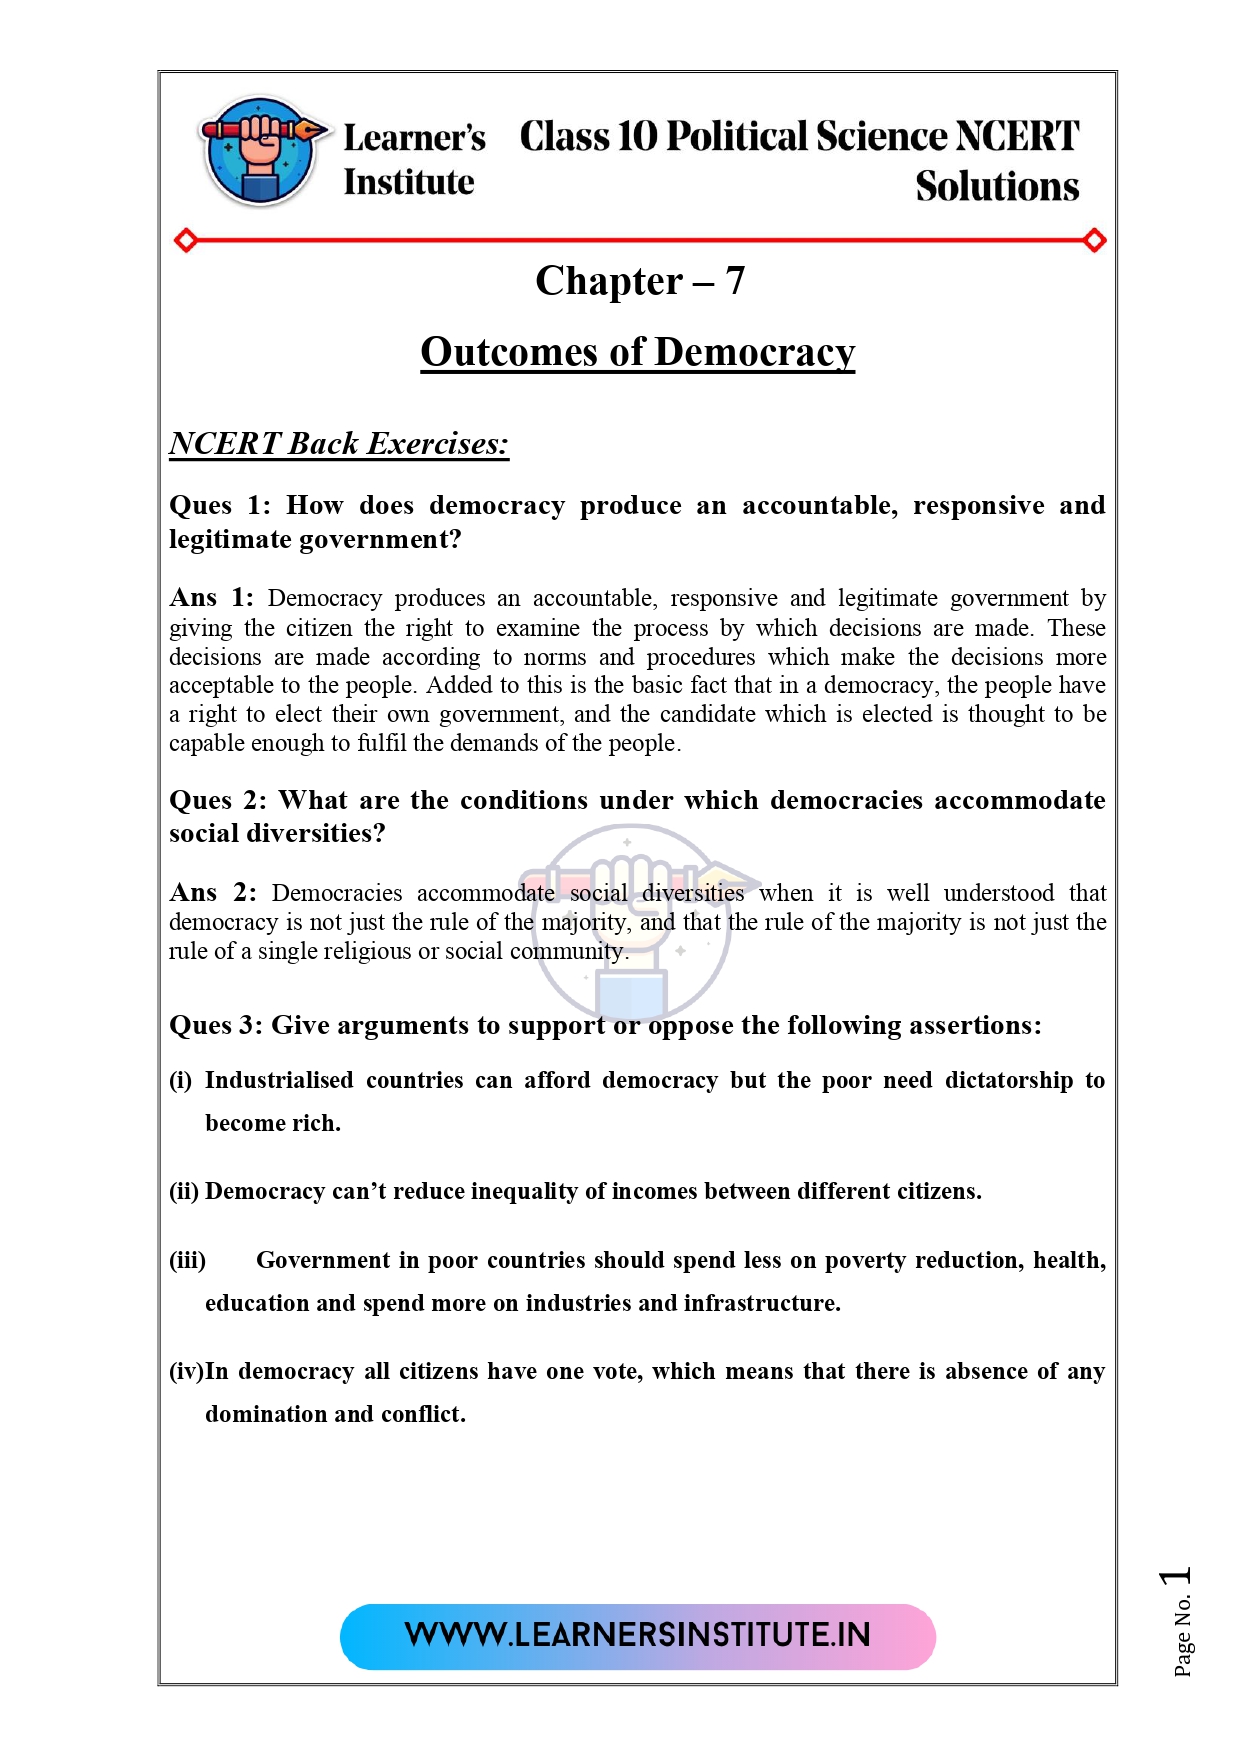 Learner's
Institute
Class 10 Political Science NCERT
Solutions
Chapter – 7
Outcomes of Democracy
NCERT Back Exercises:
Ques 1: How does democracy produce an accountable, responsive and
legitimate government?
Ans 1: Democracy produces an accountable, responsive and legitimate government by
giving the citizen the right to examine the process by which decisions are made. These
decisions are made according to norms and procedures which make the decisions more
acceptable to the people. Added to this is the basic fact that in a democracy, the people have
a right to elect their own government, and the candidate which is elected is thought to be
capable enough to fulfil the demands of the people.
Ques 2: What are the conditions under which democracies accommodate
social diversities?
Ans 2: Democracies accommodate social diversities when it is well understood that
democracy is not just the rule of the majority, and that the rule of the majority is not just the
rule of a single religious or social community.
Ques 3: Give arguments to support or oppose the following assertions:
(i) Industrialised countries can afford democracy but the poor need dictatorship to
become rich.
(ii) Democracy can’t reduce inequality of incomes between different citizens.
(iii) Government in poor countries should spend less on poverty reduction, health,
education and spend more on industries and infrastructure.
(iv)In democracy all citizens have one vote, which means that there is absence of any
domination and conflict.
WWW.LEARNERSINSTITUTE.IN
Page No. 1